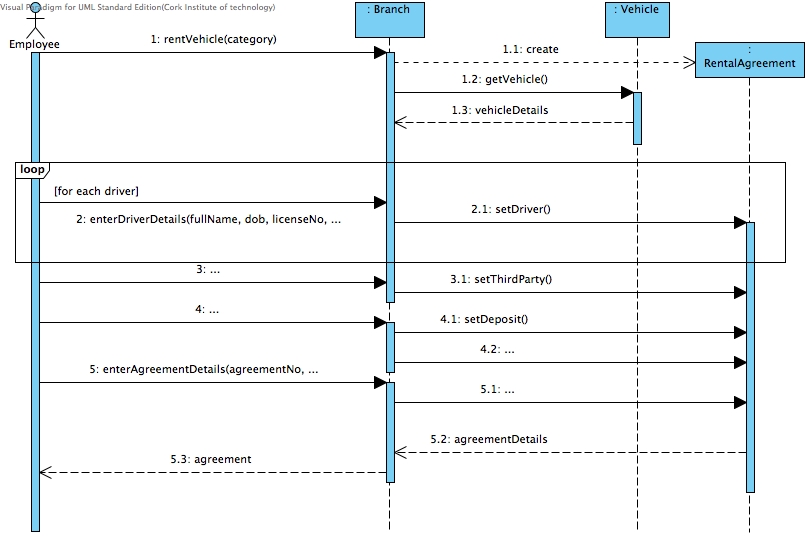 Visual Paradigm for UML Standard Edition(Cork Institute of technology)
: Branch
: Vehicle
Employee
1: rentVehicle(category)
1.1: create
:
RentalAgreement
1.2: getVehicle()
1.3: vehicleDetails
loop
[for each driver]
2: enterDriverDetails(fullName, dob, licenseNo, ...
2.1: setDriver()
3: ...
3.1: setThirdParty()
4: ...
4.1: setDeposit()
4.2: ...
5: enterAgreementDetails(agreementNo, ...
5.1: ...
5.2: agreementDetails
5.3: agreement